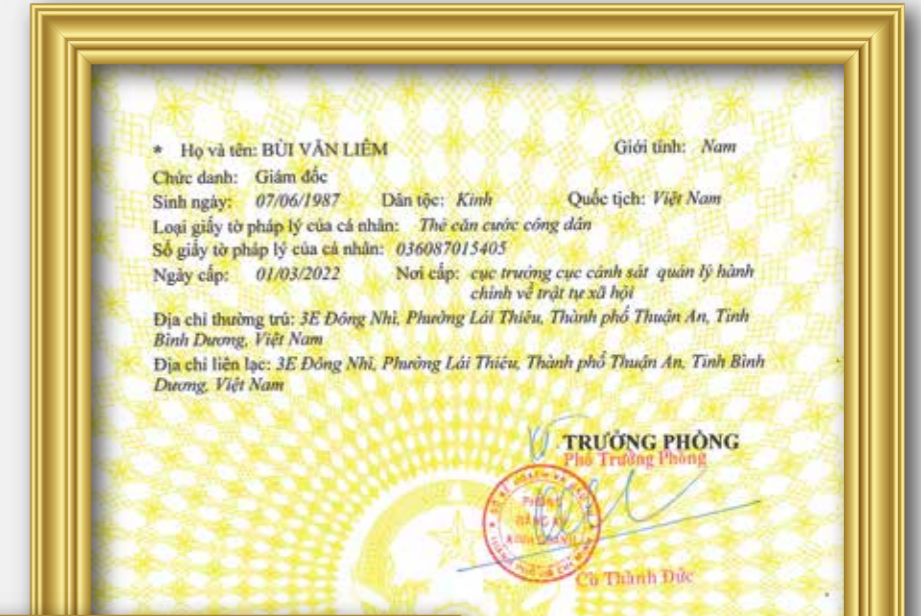 * Họ và tên: BÙI VĂN LIÊM Giới tính: Nam
Chức danh: Giám đốc
Sinh ngày: 07/06/1987 Dân tộc: Kinh Quốc tịch: Việt Nam
Loại giấy tờ pháp lý của cá nhân: Thẻ căn cước công dân
Số giấy tờ pháp lý của cá nhân: 036087015405
Ngày cấp: 01/03/2022 Nơi cấp: cục trưởng cục cảnh sát quản lý hành
chính về trật tự xã hội
Địa chỉ thường trú: 3E Đông Nhì, Phường Lái Thiêu, Thành phố Thuận An, Tỉnh
Bình Dương, Việt Nam
Địa chỉ liên lạc: 3E Đông Nhì, Phường Lái Thiêu, Thành phố Thuận An, Tỉnh Bình
Dương, Việt Nam
TRƯỞNG PHÒNG
Phó Trưởng Phòng
PHÒNG
ĐĂNG KÝ
KINH DOANH
Cù Thành Đức